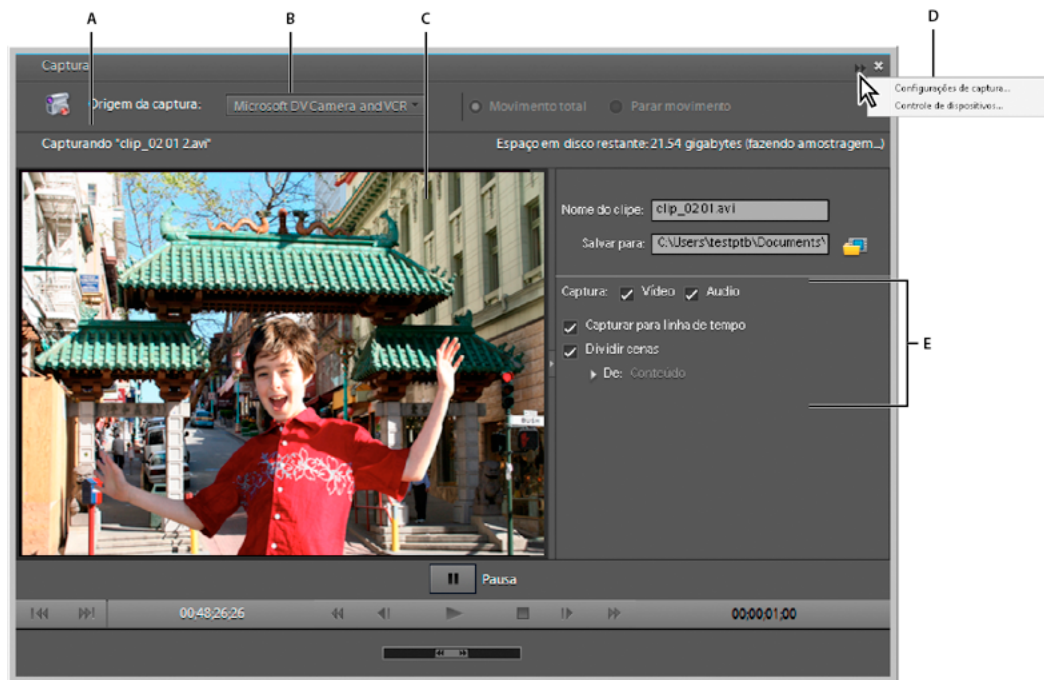 A
B
C
D
Captura
Configurações de captura...
Controle de dispositivos...
Origem da captura:
Microsoft DV Camera and VCR
Movimento total
Parar movimento
Capturando "clip_02 01 2.avi"
Espaço em disco restante: 21.54 gigabytes (fazendo amostragem...)
Nome do clipe:
clip_0201.avi
Salvar para:
C:\Users\testptb\Documents\
Captura:
Vídeo
Audio
Capturar para linha de tempo
Dividir cenas
De: Conteúdo
E
BUSH
Pausa
00;48;26;26
00;00;01;00